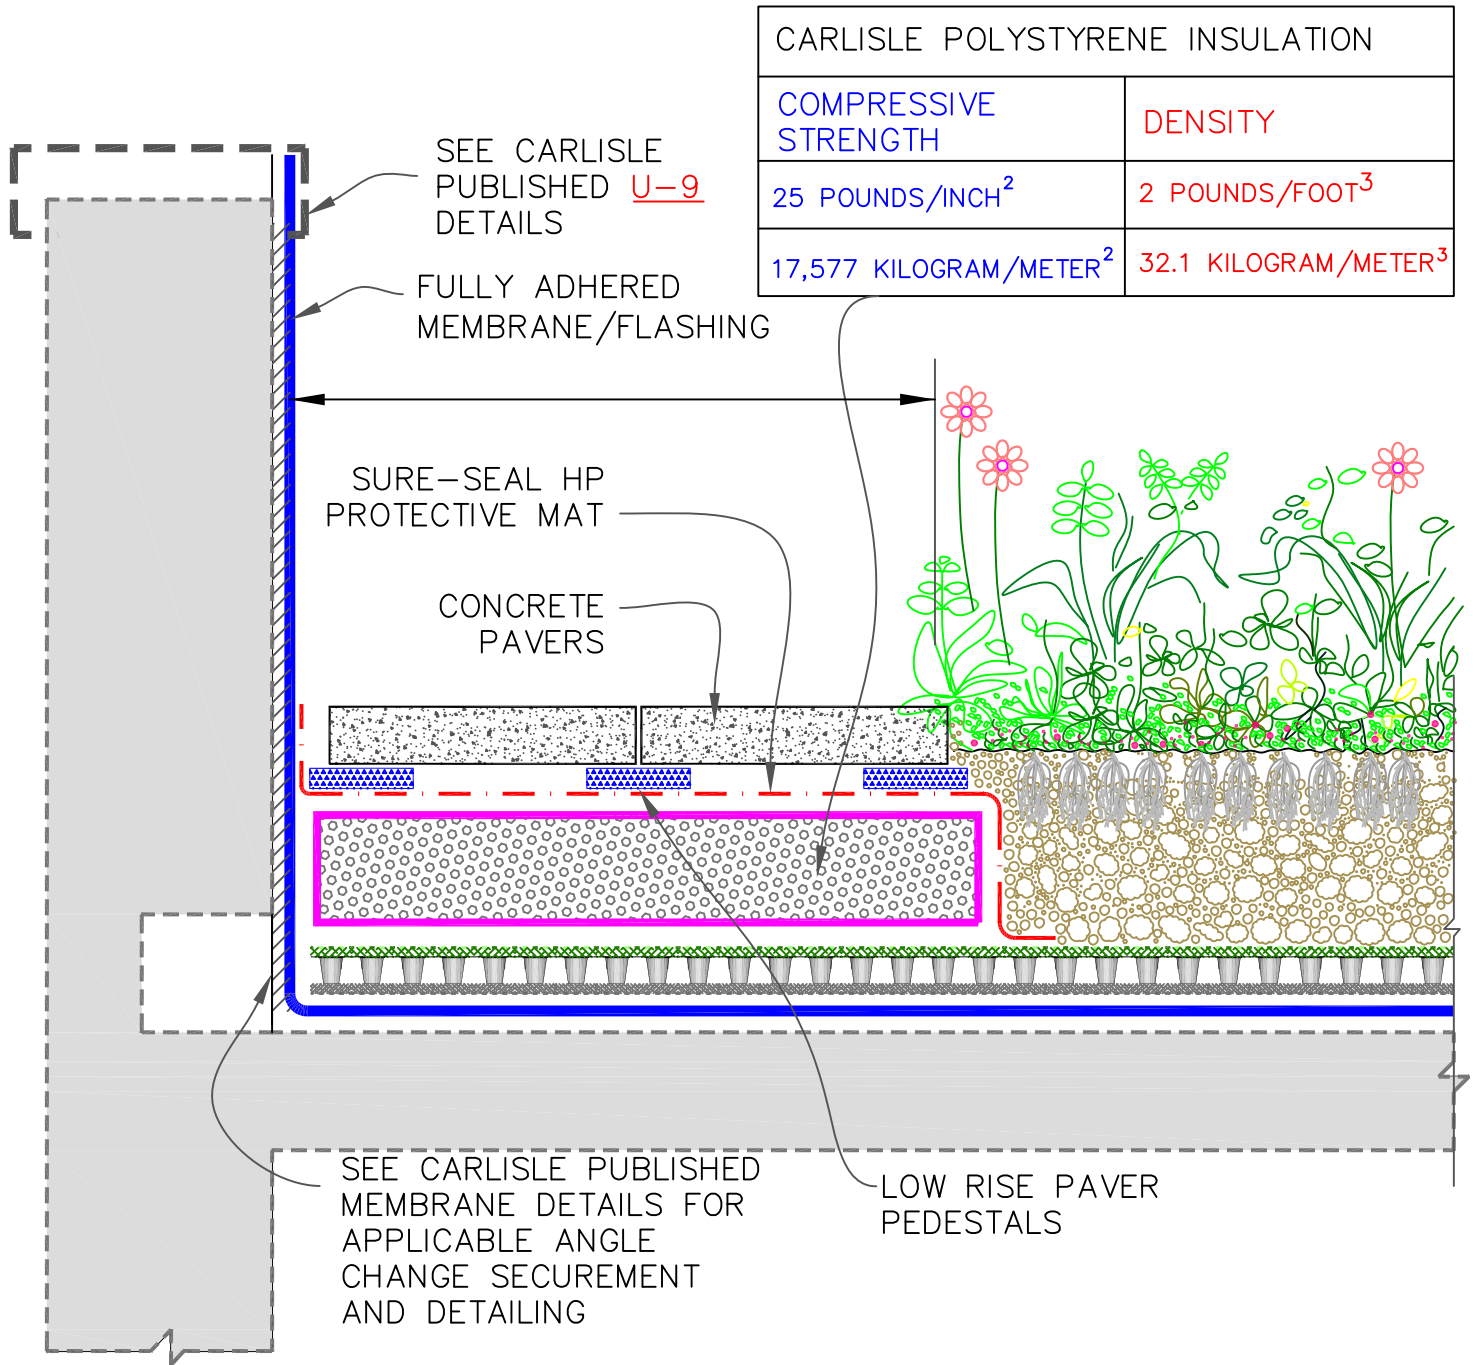 CARLISLE POLYSTYRENE INSULATION
COMPRESSIVE
STRENGTH
DENSITY
25 POUNDS/INCH²
2 POUNDS/FOOT³
17,577 KILOGRAM/METER²
32.1 KILOGRAM/METER³
SEE CARLISLE
PUBLISHED U-9
DETAILS
FULLY ADHERED
MEMBRANE/FLASHING
SURE-SEAL HP
PROTECTIVE MAT
CONCRETE
PAVERS
SEE CARLISLE PUBLISHED
MEMBRANE DETAILS FOR
APPLICABLE ANGLE
CHANGE SECUREMENT
AND DETAILING
LOW RISE PAVER
PEDESTALS